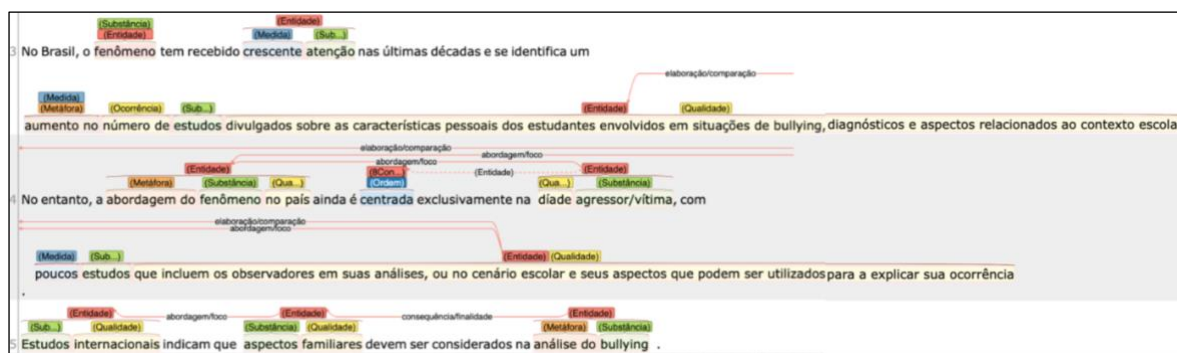 (Substância) (Entidade)
(Entidade) (Medida) (Sub...)
3 No Brasil, o fenômeno tem recebido crescente atenção nas últimas décadas e se identifica um
elaboração/comparação
(Medida) (Entidade)
(Metáfora) (Ocorrência) (Sub...) (Qualidade)
aumento no número de estudos divulgados sobre as características pessoais dos estudantes envolvidos em situações de bullying, diagnósticos e aspectos relacionados ao contexto escola
elaboração/comparação
abordagem/foco
abordagem/foco
(Entidade) (8Con...) (Entidade) (Entidade)
(Metáfora) (Substância) (Qua...) (Ordem) (Qua...) (Substância)
4 No entanto, a abordagem do fenômeno no país ainda é centrada exclusivamente na díade agressor/vítima, com
elaboração/comparação
abordagem/foco
(Medida) (Sub...) (Entidade) (Qualidade)
poucos estudos que incluem os observadores em suas análises, ou no cenário escolar e seus aspectos que podem ser utilizados para a explicar sua ocorrência
.
(Entidade) abordagem/foco (Entidade) consequência/finalidade (Entidade)
(Sub...) (Qualidade) (Substância) (Qualidade) (Metáfora) (Substância)
5 Estudos internacionais indicam que aspectos familiares devem ser considerados na análise do bullying .